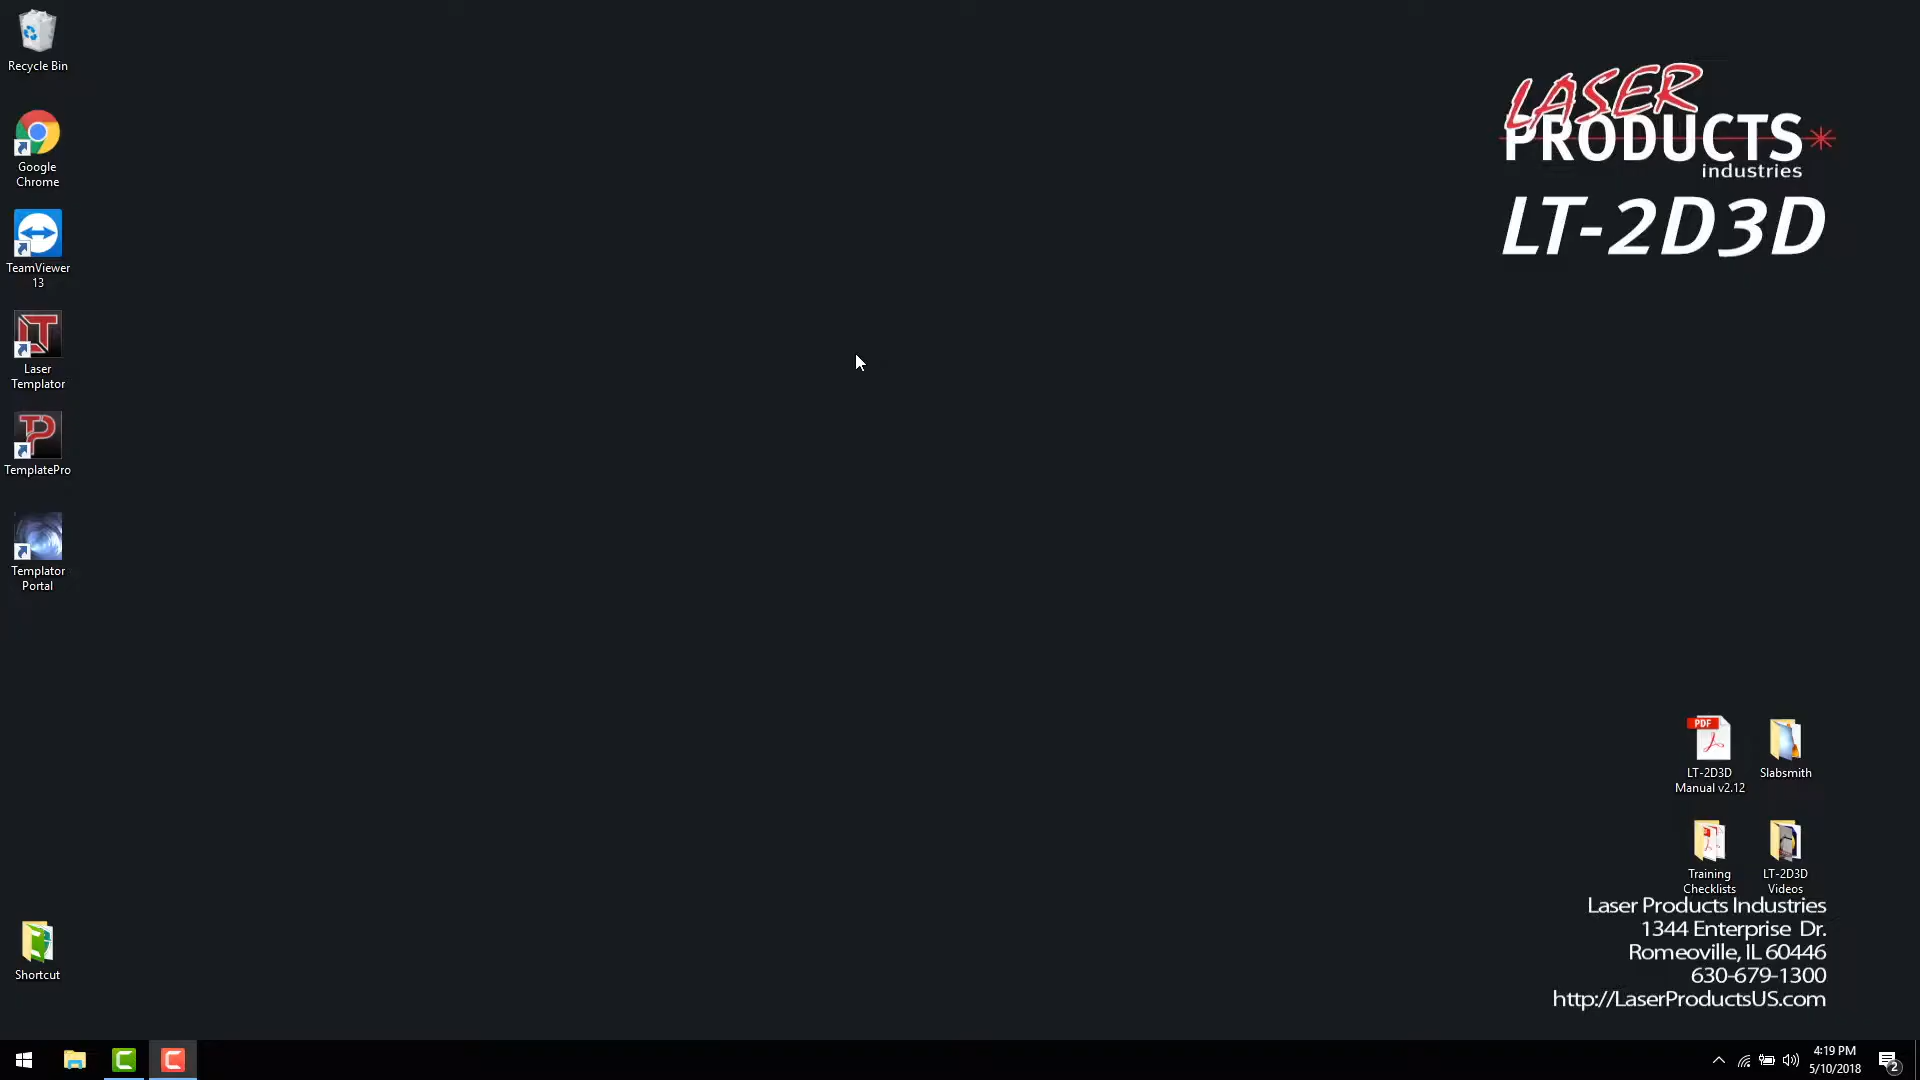 Recycle Bin
Google
Chrome
TeamViewer
13
Laser
Templator
TemplatePro
Templator
Portal
Shortcut
LASER
PRODUCTS
industries
LT-2D3D
PDF
LT-2D3D
Manual v2.12
Slabsmith
Training
Checklists
LT-2D3D
Videos
Laser Products Industries
1344 Enterprise Dr.
Romeoville, IL 60446
630-679-1300
http://LaserProductsUS.com
4:19 PM
5/10/2018
2